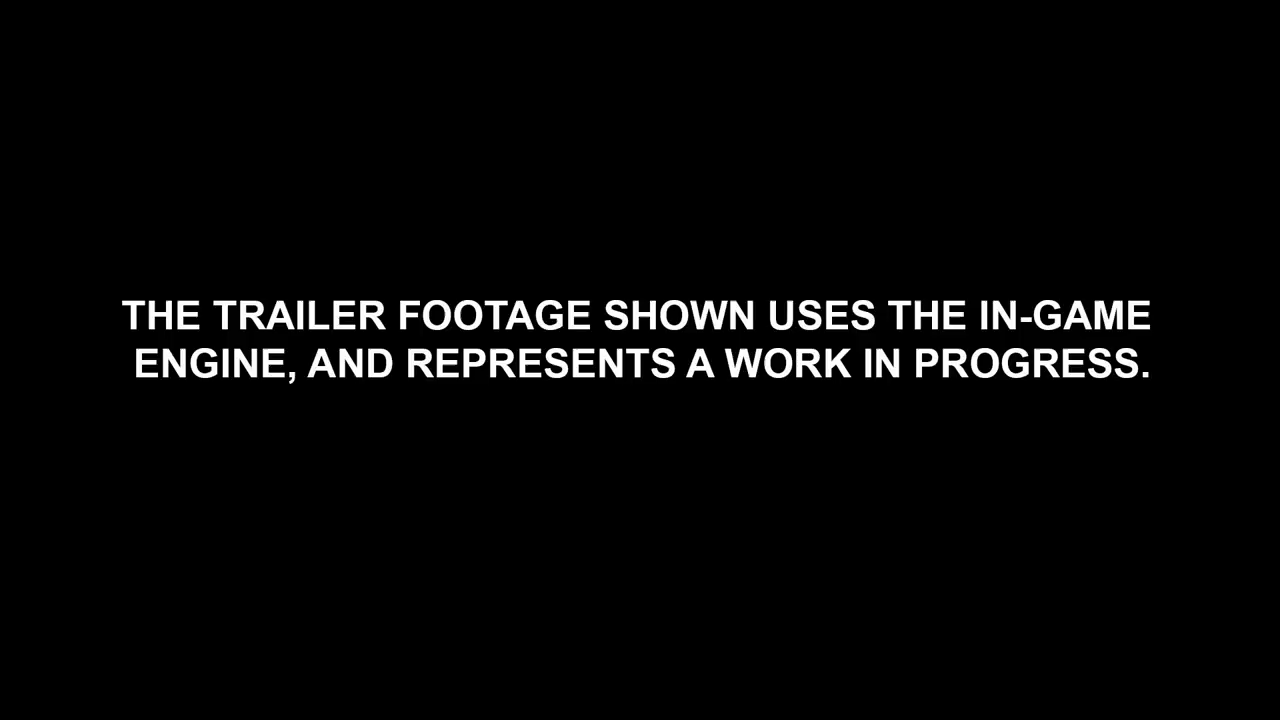 THE TRAILER FOOTAGE SHOWN USES THE IN-GAME
ENGINE, AND REPRESENTS A WORK IN PROGRESS.